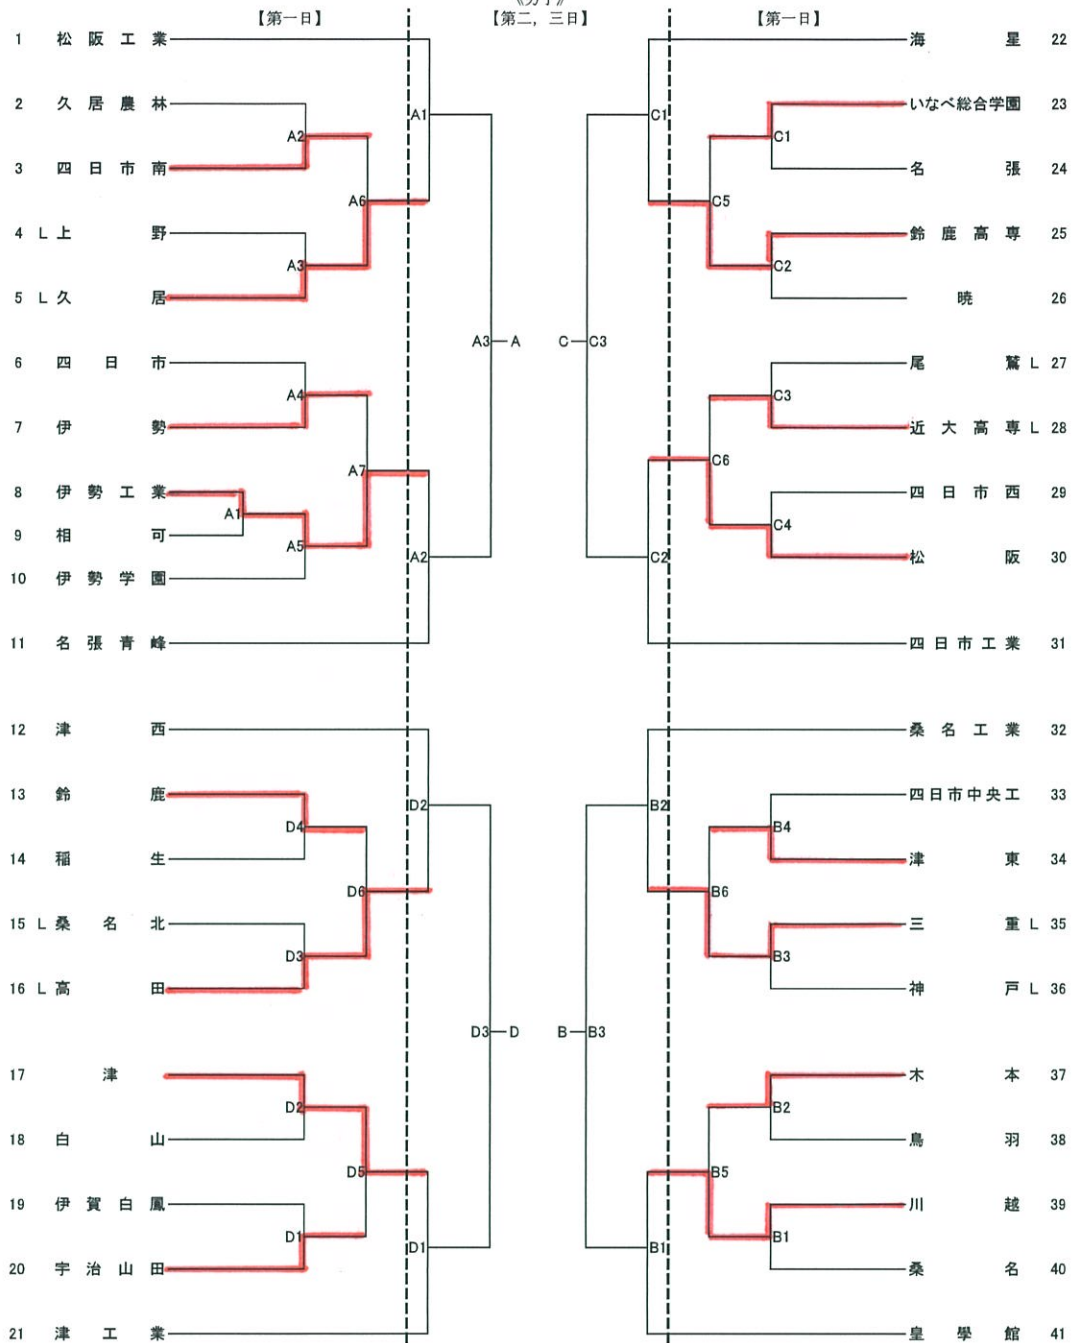 《男子》
【第一日】 【第二，三日】 【第一日】
1 松阪工業 海星 22
2 久居農林 いなべ総合学園 23
A1 C1
A2 C1
3 四日市南 名張 24
A6 C5
4 L 上野 鈴鹿高専 25
A3 C2
5 L 久居 暁 26
A3 A C C3
6 四日市 尾鷲 L 27
A4 C3
7 伊勢 近大高専 L 28
A7 C6
8 伊勢工業 四日市西 29
A1 C4
9 相可 松阪 30
A5
A2 C2
10 伊勢学園
11 名張青峰 四日市工業 31
12 津西 桑名工業 32
13 鈴鹿 四日市中央工 33
D2 B2
D4 B4
14 稲生 津東 34
D6 B6
15 L 桑名北 三重 L 35
D3 B3
16 L 高田 神戸 L 36
D3 D B B3
17 津 木本 37
D2 B2
18 白山 鳥羽 38
D5 B5
19 伊賀白鳳 川越 39
D1 B1
D1 B1
20 宇治山田 桑名 40
21 津工業 皇學館 41